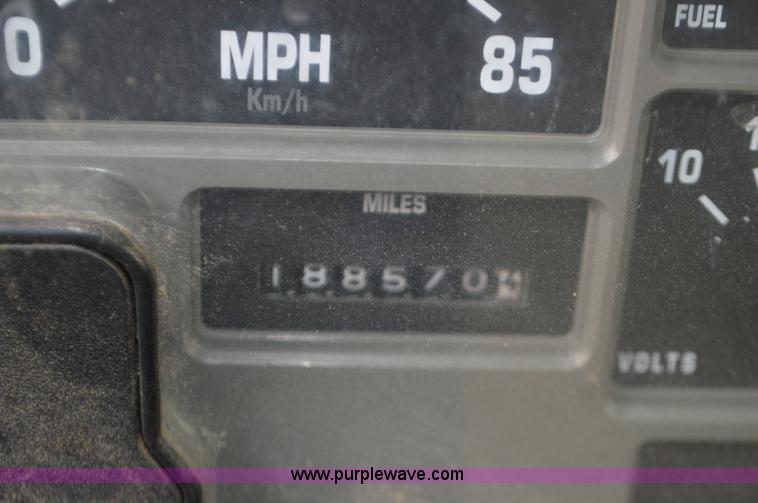 0 MPH 85
Km/h
FUEL
10
MILES
188570
VOLTS
www.purplewave.com